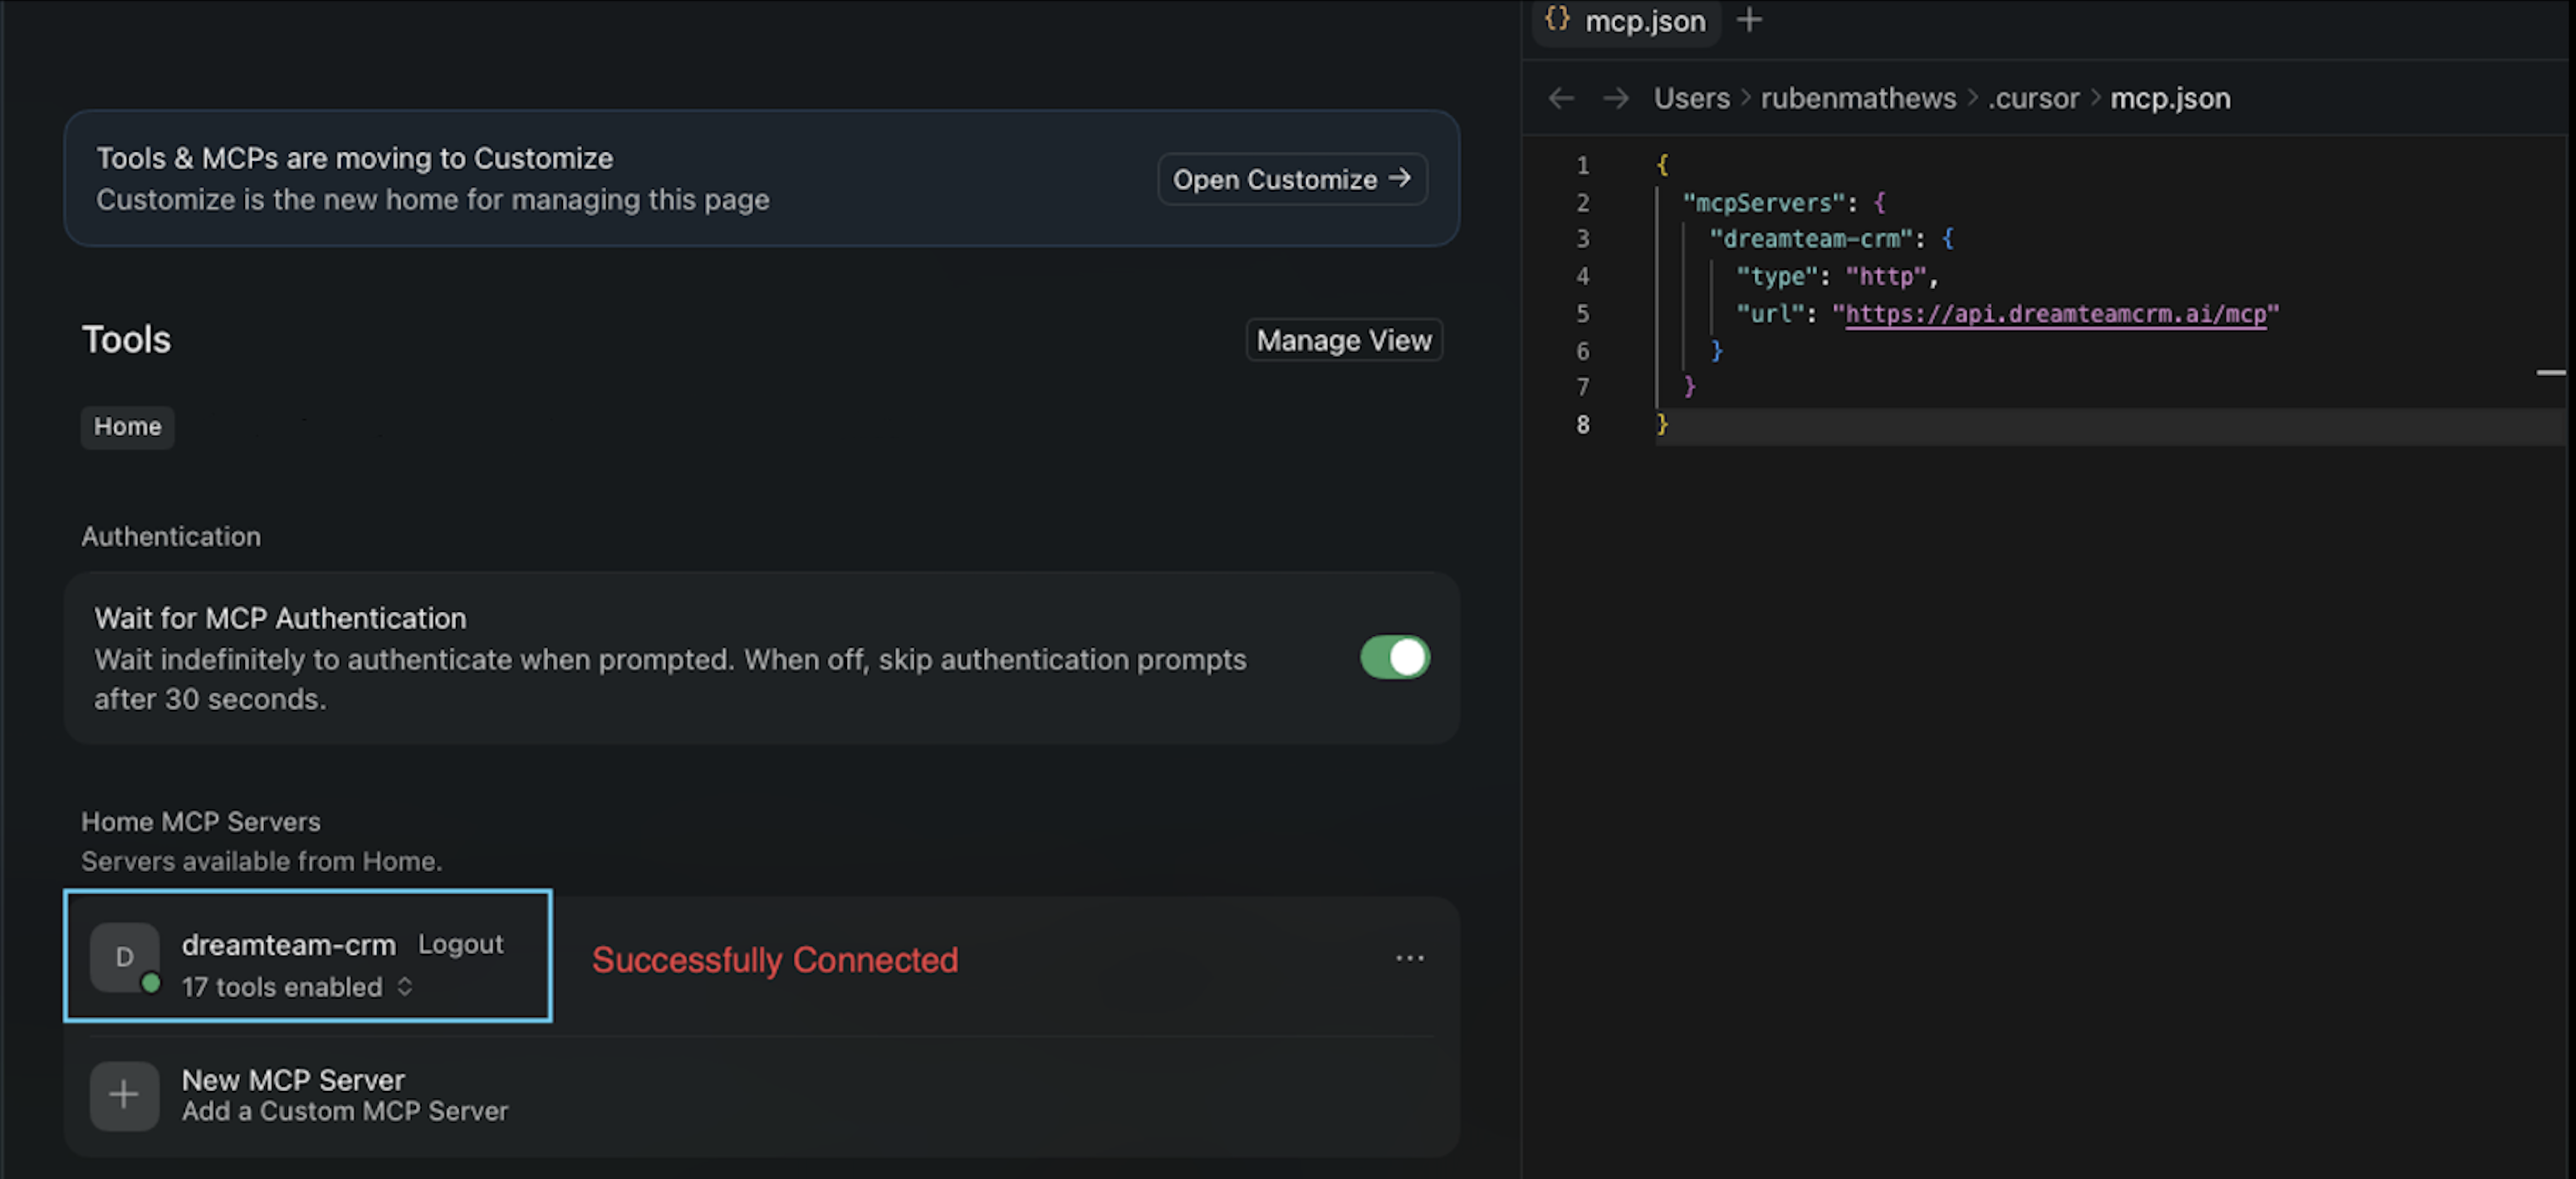 Tools & MCPs are moving to Customize
Customize is the new home for managing this page
Open Customize →
Tools
Manage View
Home
Authentication
Wait for MCP Authentication
Wait indefinitely to authenticate when prompted. When off, skip authentication prompts
after 30 seconds.
Home MCP Servers
Servers available from Home.
D
dreamteam-crm Logout
17 tools enabled
Successfully Connected
...
New MCP Server
Add a Custom MCP Server
{} mcp.json +
← → Users > rubenmathews > .cursor > mcp.json
1 {
2 "mcpServers": {
3 "dreamteam-crm": {
4 "type": "http",
5 "url": "https://api.dreamteamcrm.ai/mcp"
6 }
7 }
8 }